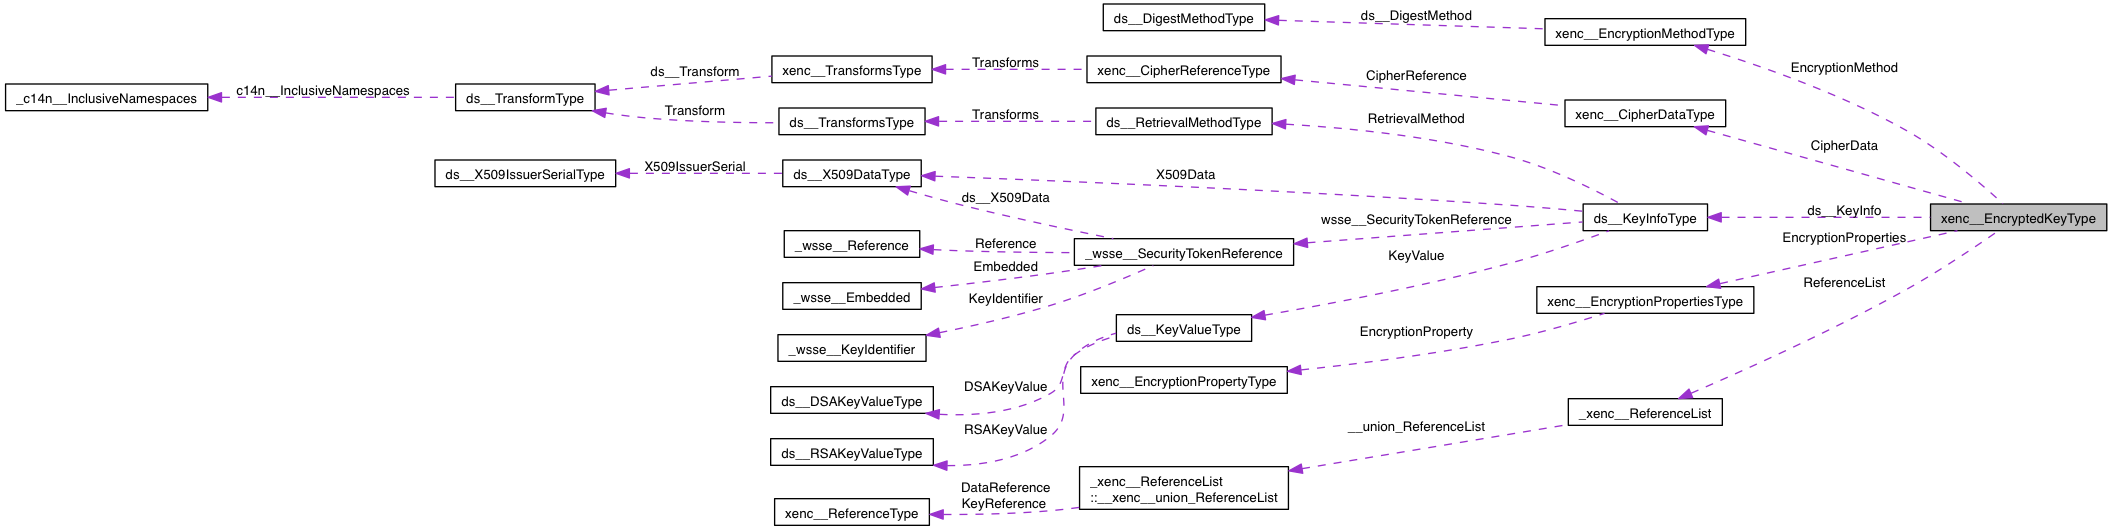 ds__DigestMethodType
ds__DigestMethod
xenc__EncryptionMethodType
EncryptionMethod
xenc__TransformsType
Transforms
xenc__CipherReferenceType
CipherReference
ds__Transform
_c14n__InclusiveNamespaces
c14n__InclusiveNamespaces
ds__TransformType
Transform
ds__TransformsType
Transforms
ds__RetrievalMethodType
RetrievalMethod
xenc__CipherDataType
CipherData
ds__X509IssuerSerialType
X509IssuerSerial
ds__X509DataType
X509Data
ds__X509Data
wsse__SecurityTokenReference
ds__KeyInfoType
ds__KeyInfo
xenc__EncryptedKeyType
_wsse__Reference
Reference
_wsse__SecurityTokenReference
KeyValue
EncryptionProperties
Embedded
_wsse__Embedded
KeyIdentifier
xenc__EncryptionPropertiesType
ReferenceList
_wsse__KeyIdentifier
ds__KeyValueType
EncryptionProperty
xenc__EncryptionPropertyType
DSAKeyValue
ds__DSAKeyValueType
_xenc__ReferenceList
RSAKeyValue
ds__RSAKeyValueType
__union_ReferenceList
_xenc__ReferenceList
::__xenc__union_ReferenceList
DataReference
KeyReference
xenc__ReferenceType